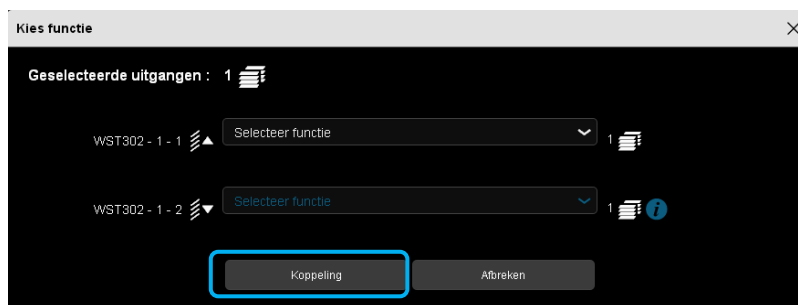 Kies functie
Geselecteerde uitgangen : 1
WST302 - 1 - 1 Selecteer functie 1
WST302 - 1 - 2 Selecteer functie 1 i
Koppeling Afbreken